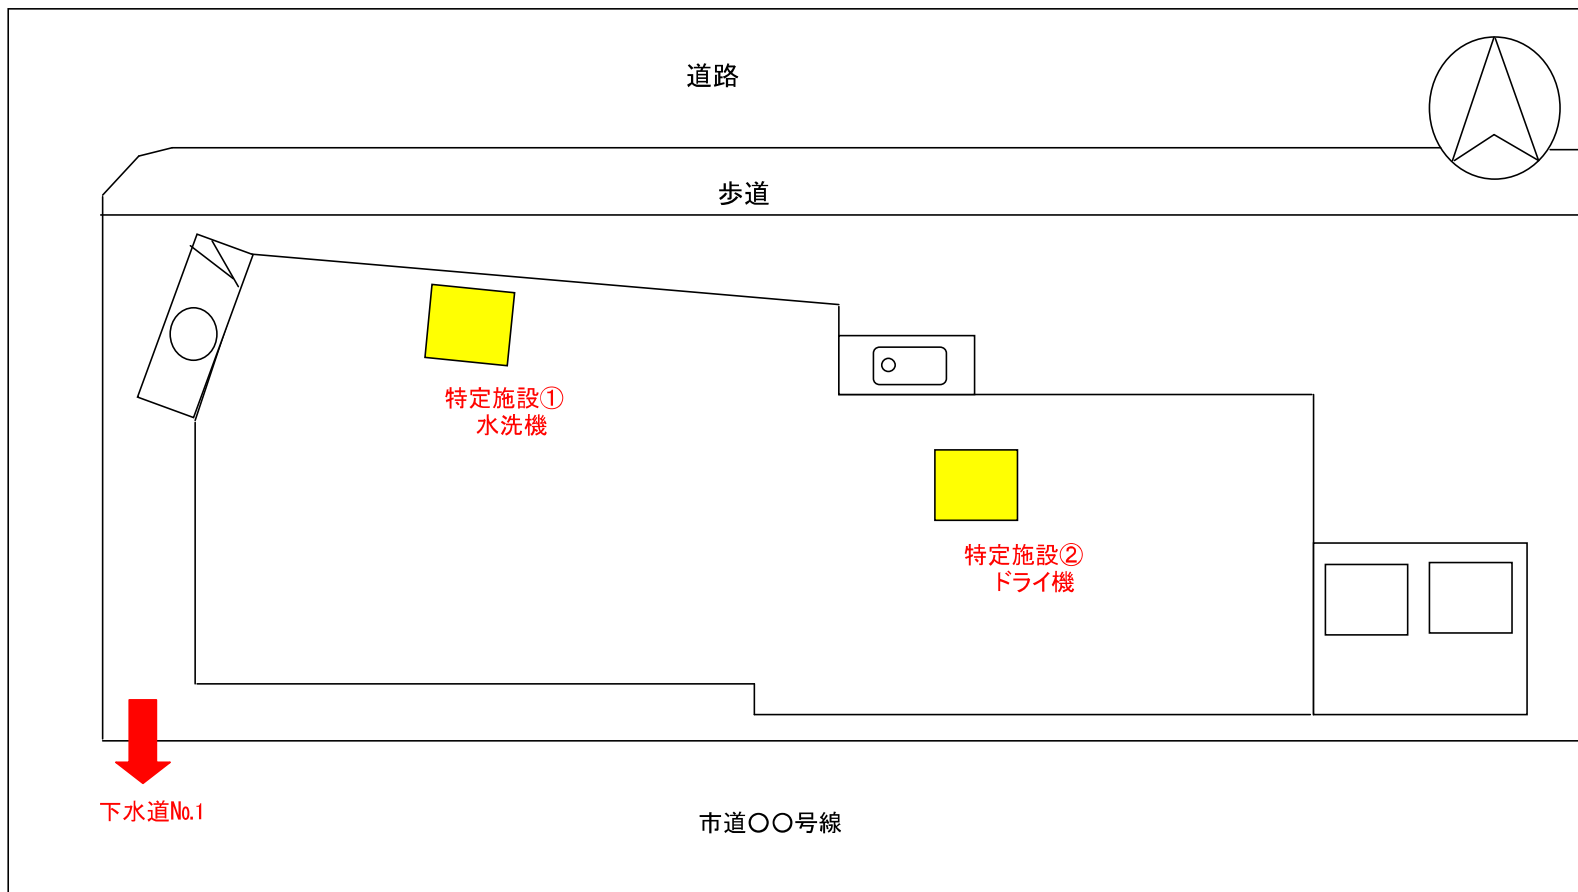 道路
歩道
特定施設①
水洗機
特定施設②
ドライ機
下水道No.1
市道〇〇号線